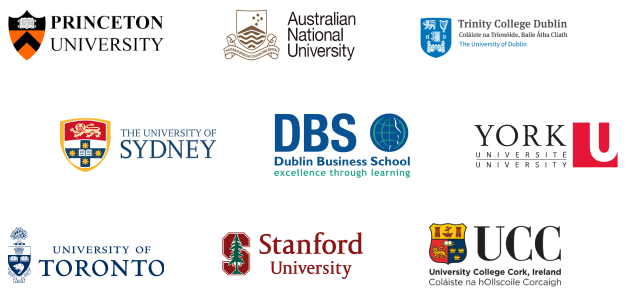 PRINCETON
UNIVERSITY
Australian
National
University
Trinity College Dublin
Coláiste na Tríonóide, Baile Átha Cliath
The University of Dublin
THE UNIVERSITY OF
SYDNEY
DBS
Dublin Business School
excellence through learning
YORK U
UNIVERSITÉ
UNIVERSITY
UNIVERSITY OF
TORONTO
Stanford
University
S
UCC
University College Cork, Ireland
Coláiste na hOllscoile Corcaigh